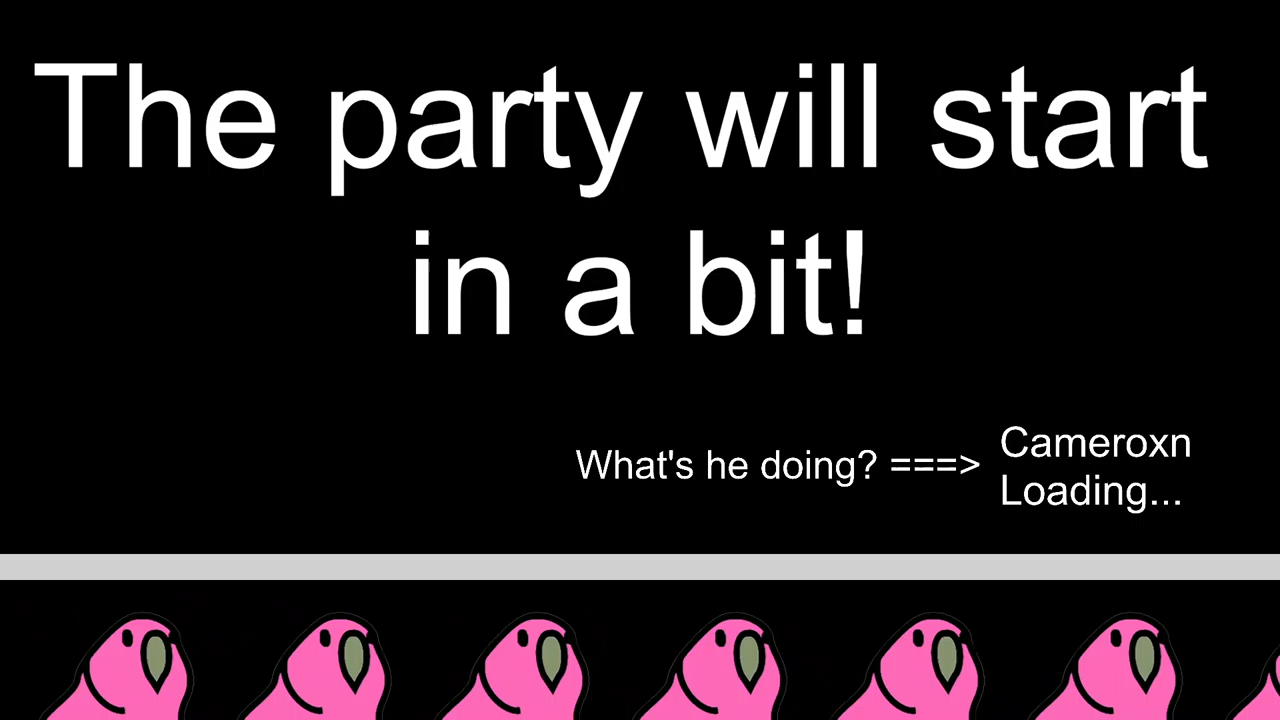 The party will start
in a bit!
What's he doing? ===>
Cameroxn
Loading...